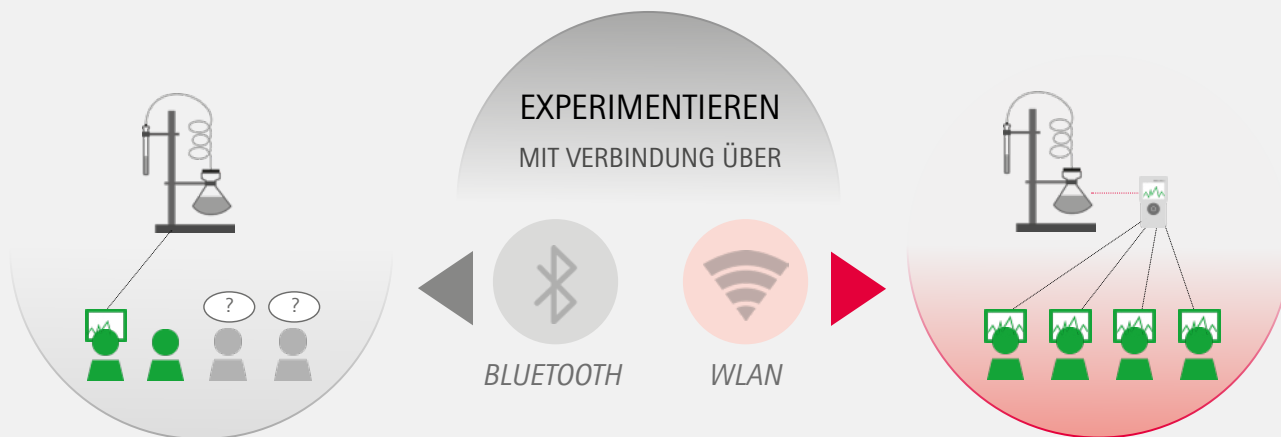 EXPERIMENTIEREN
MIT VERBINDUNG ÜBER
? ?
BLUETOOTH
WLAN